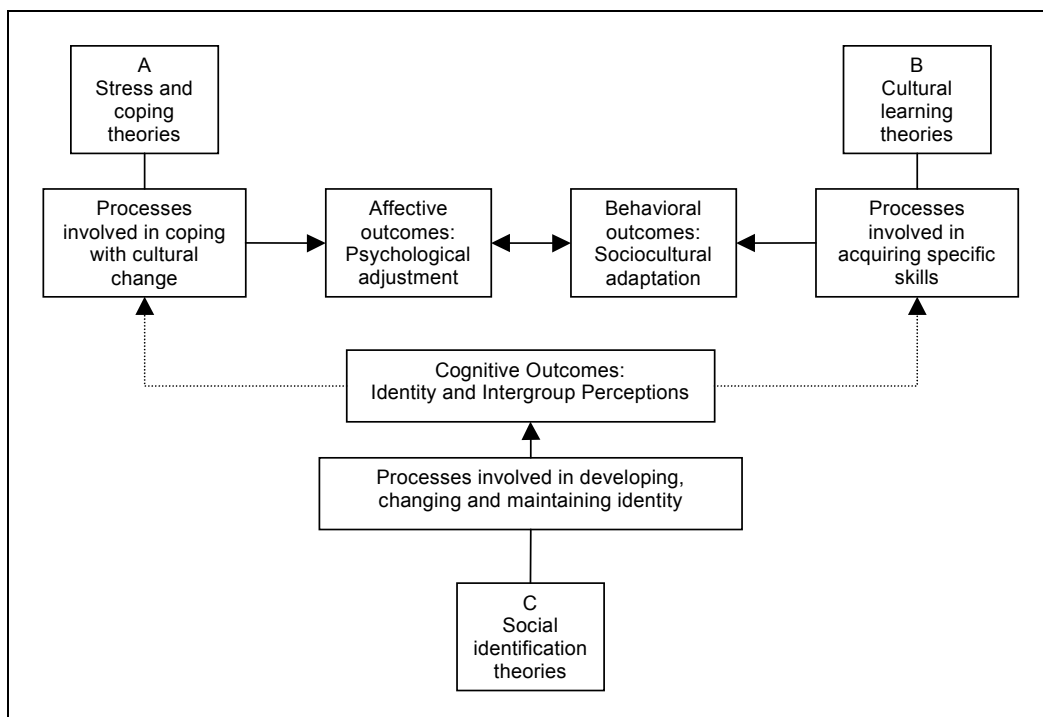 A
Stress and
coping
theories
B
Cultural
learning
theories
Processes
involved in coping
with cultural
change
Affective
outcomes:
Psychological
adjustment
Behavioral
outcomes:
Sociocultural
adaptation
Processes
involved in
acquiring specific
skills
Cognitive Outcomes:
Identity and Intergroup Perceptions
Processes involved in developing,
changing and maintaining identity
C
Social
identification
theories